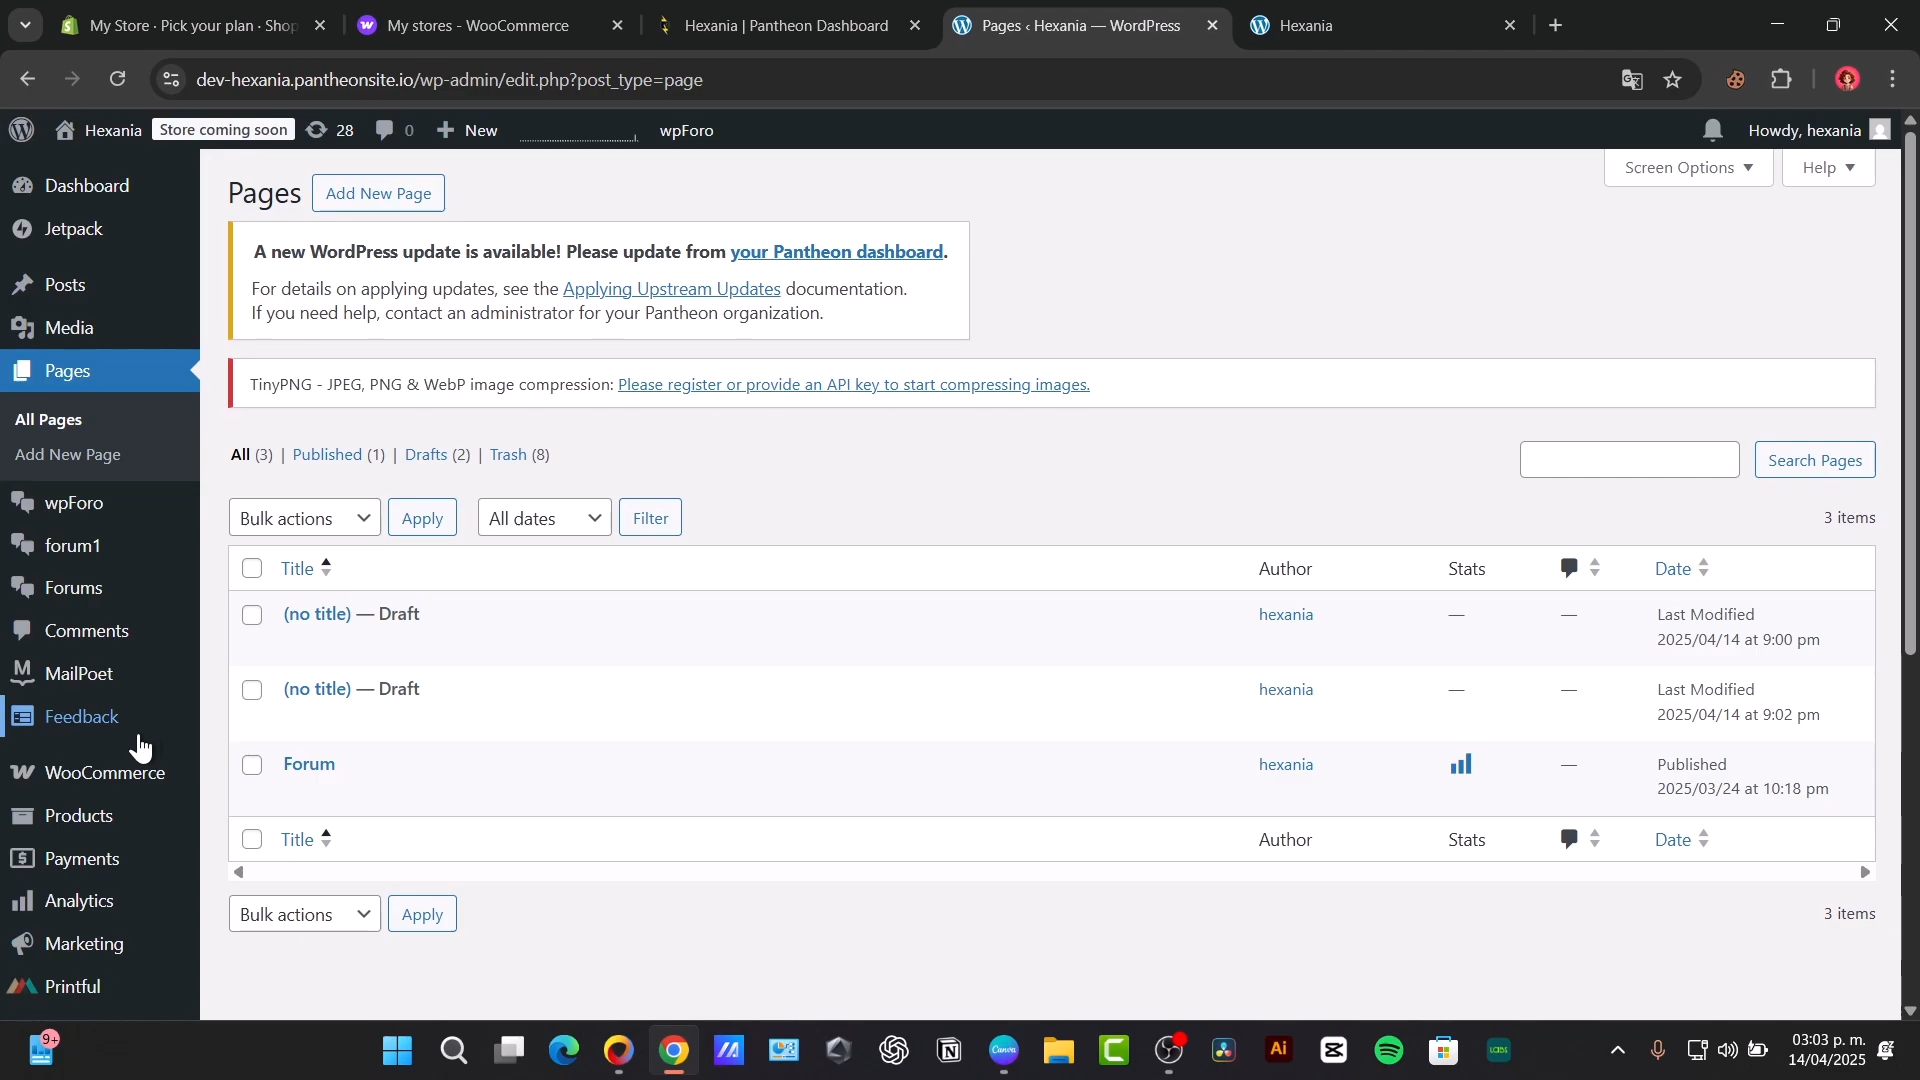 My Store · Pick your plan · Shop
My stores - WooCommerce
Hexania | Pantheon Dashboard
Pages ‹ Hexania — WordPress
Hexania
dev-hexania.pantheonsite.io/wp-admin/edit.php?post_type=page
Hexania
Store coming soon
28
0
New
wpForo
Howdy, hexania
Dashboard
Jetpack
Posts
Media
Pages
All Pages
Add New Page
wpForo
forum1
Forums
Comments
MailPoet
Feedback
WooCommerce
Products
Payments
Analytics
Marketing
Printful
Screen Options
Help
Pages
Add New Page
A new WordPress update is available! Please update from your Pantheon dashboard.
For details on applying updates, see the Applying Upstream Updates documentation.
If you need help, contact an administrator for your Pantheon organization.
TinyPNG - JPEG, PNG & WebP image compression: Please register or provide an API key to start compressing images.
All (3) | Published (1) | Drafts (2) | Trash (8)
Search Pages
Bulk actions
Apply
All dates
Filter
3 items
Title
Author
Stats
Date
(no title) — Draft
hexania
—
—
Last Modified
2025/04/14 at 9:00 pm
(no title) — Draft
hexania
—
—
Last Modified
2025/04/14 at 9:02 pm
Forum
hexania
—
Published
2025/03/24 at 10:18 pm
Title
Author
Stats
Date
Bulk actions
Apply
3 items
9+
Canva
Ai
LABS
03:03 p. m.
14/04/2025